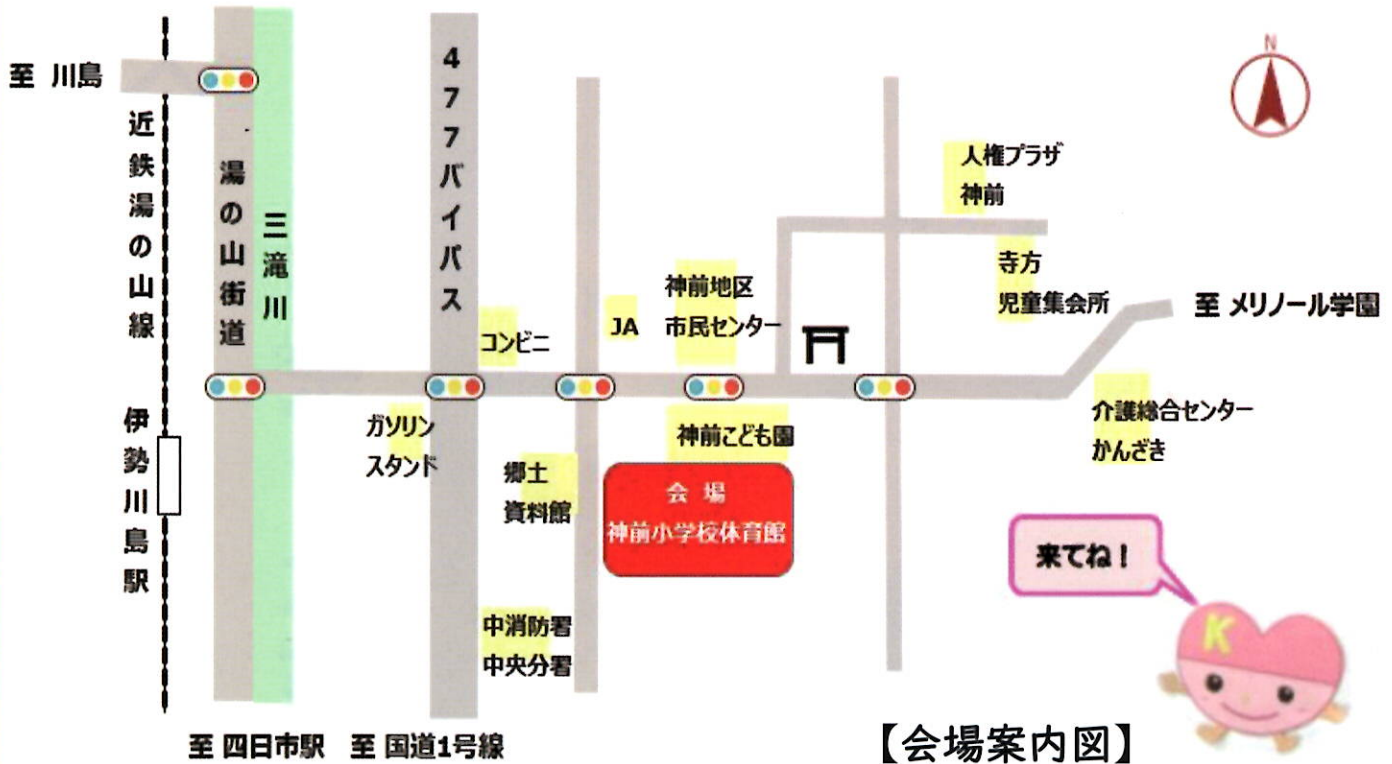 N
至 川島
近鉄湯の山線
湯の山街道
三滝川
477バイパス
人権プラザ
神前
寺方
児童集会所
神前地区
市民センター
JA
コンビニ
至 メリノール学園
ガソリン
スタンド
神前こども園
介護総合センター
かんざき
伊勢川島駅
郷土
資料館
会 場
神前小学校体育館
来てね！
K
中消防署
中央分署
至 四日市駅
至 国道1号線
【会場案内図】